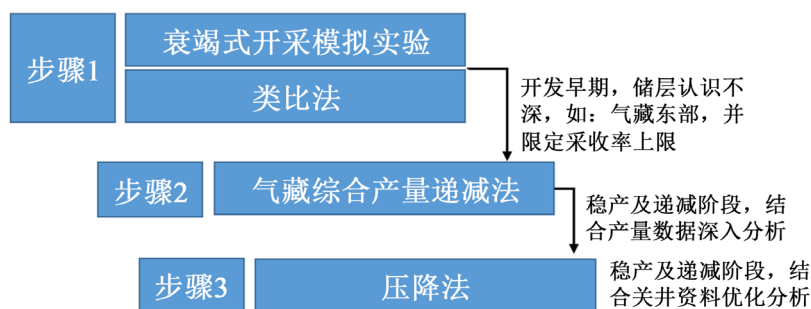 步骤1
衰竭式开采模拟实验
类比法
开发早期，储层认识不
深，如：气藏东部，并
限定采收率上限
步骤2
气藏综合产量递减法
稳产及递减阶段，结
合产量数据深入分析
步骤3
压降法
稳产及递减阶段，结
合关井资料优化分析